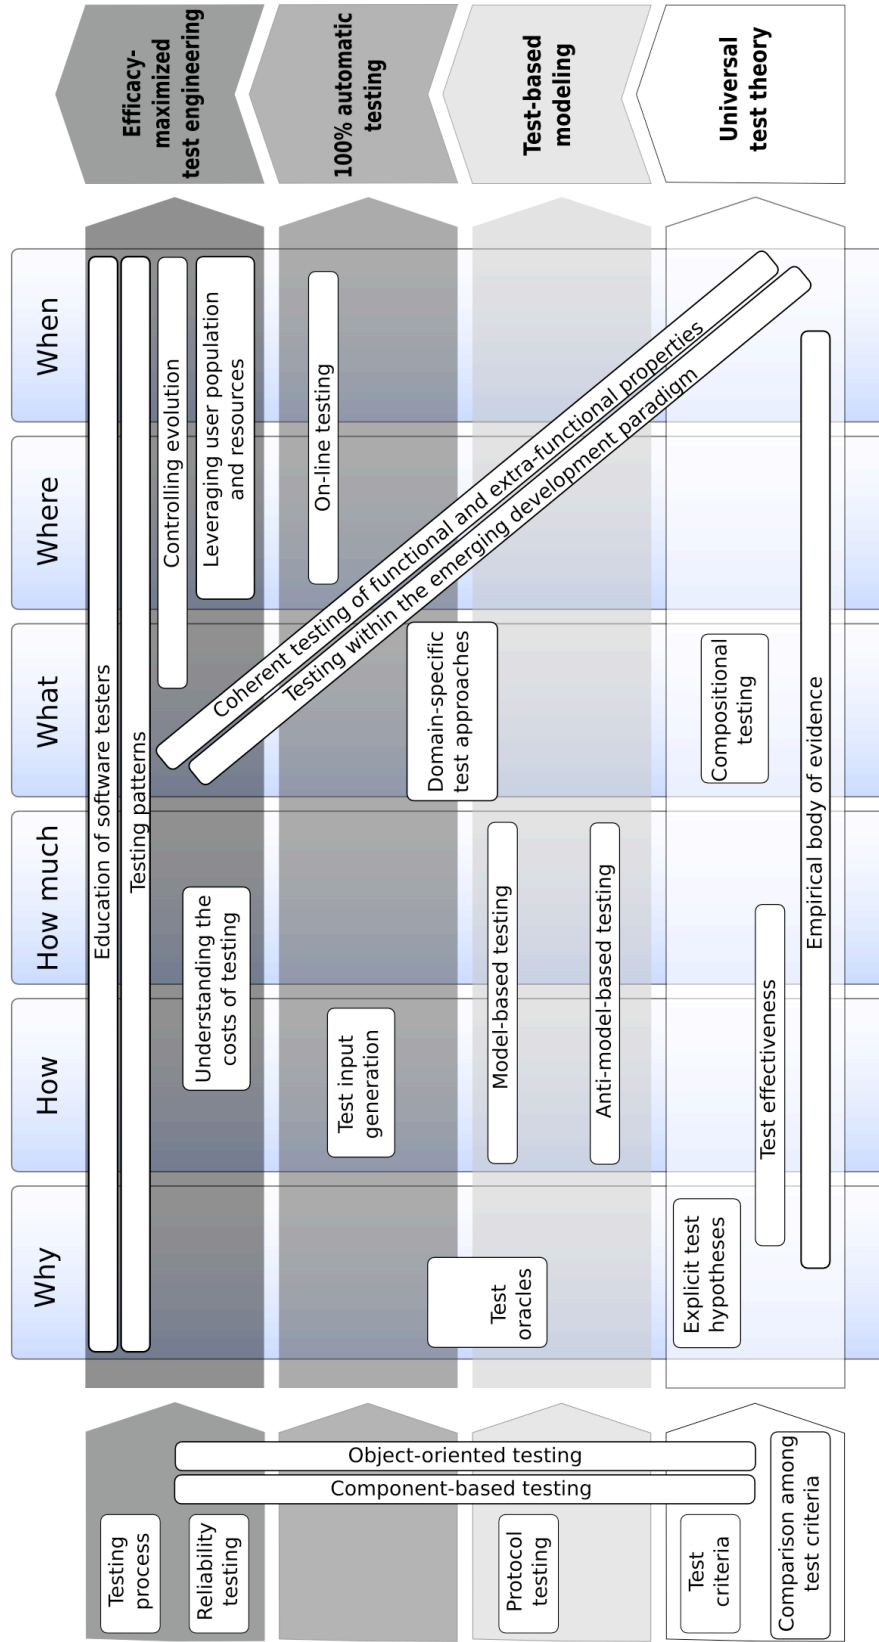 Efficacy-
maximized
test engineering
100% automatic
testing
Test-based
modeling
Universal
test theory
When
Where
What
How much
How
Why
Education of software testers
Testing patterns
Controlling evolution
Leveraging user population
and resources
Understanding the
costs of testing
On-line testing
Coherent testing of functional and extra-functional properties
Testing within the emerging development paradigm
Domain-specific
test approaches
Test input
generation
Model-based testing
Anti-model-based testing
Test
oracles
Compositional
testing
Empirical body of evidence
Test effectiveness
Explicit test
hypotheses
Object-oriented testing
Component-based testing
Testing
process
Reliability
testing
Protocol
testing
Test
criteria
Comparison among
test criteria